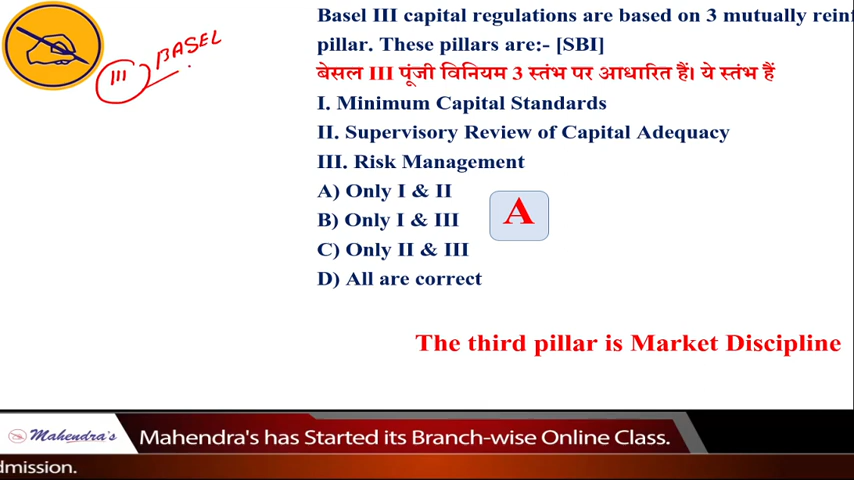 Basel III capital regulations are based on 3 mutually
pillar. These pillars are:- [SBI]
III BASEL
बेसल III पूंजी विनियम 3 स्तंभ पर आधारित हैं। ये स्तंभ हैं
I. Minimum Capital Standards
II. Supervisory Review of Capital Adequacy
III. Risk Management
A) Only I & II
A
B) Only I & III
C) Only II & III
D) All are correct
The third pillar is Market Discipline
Mahendra's
Mahendra's has Started its Branch-wise Online Class.
dmission.